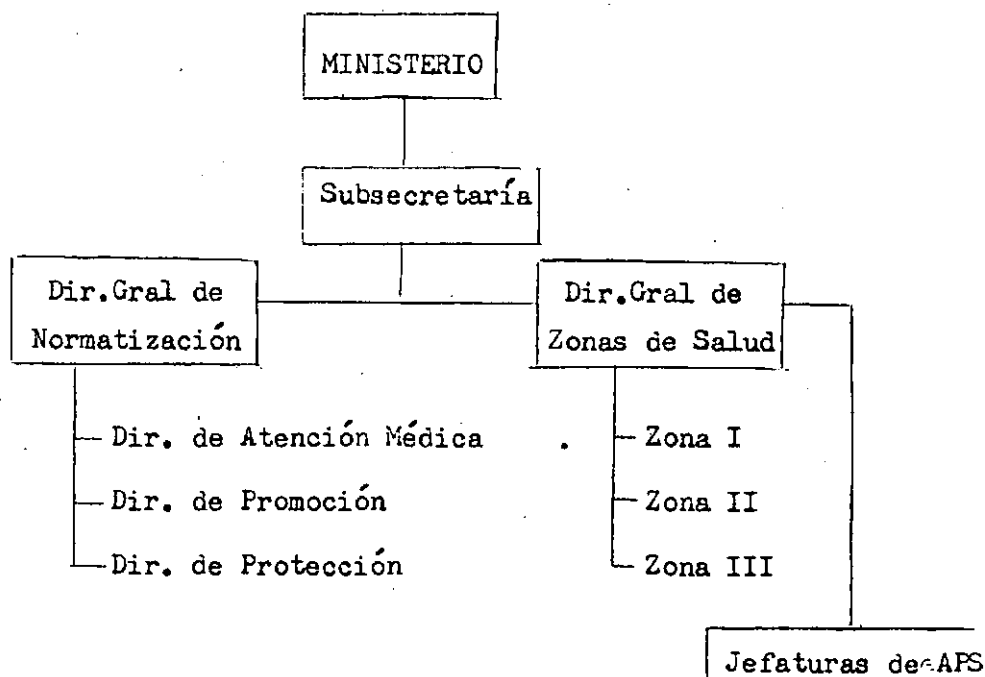 MINISTERIO
Subsecretaría
Dir.Gral de
Normatización
Dir. de Atención Médica
Dir. de Promoción
Dir. de Protección
Dir.Gral de
Zonas de Salud
Zona I
Zona II
Zona III
Jefaturas de APS